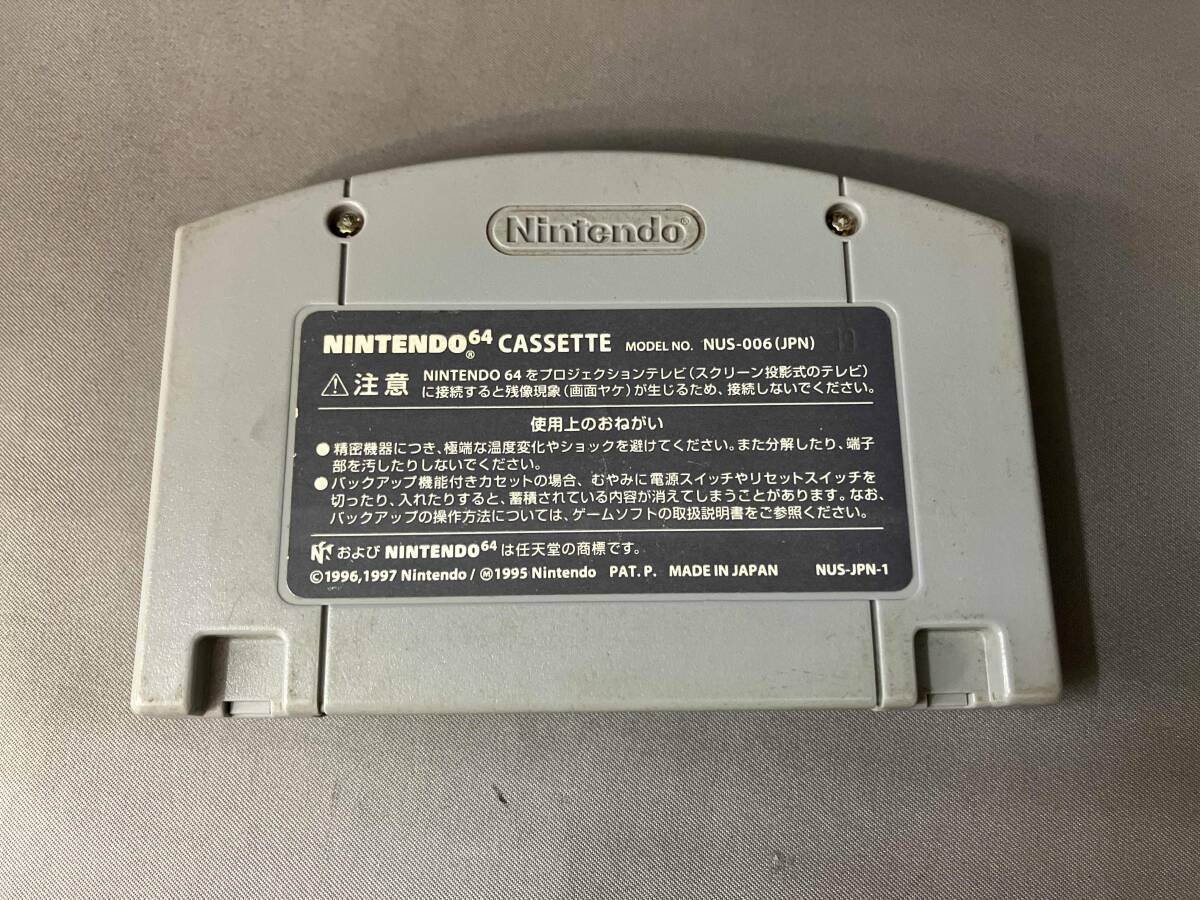 Nintendo®
NINTENDO64® CASSETTE MODEL NO. NUS-006(JPN) 19
⚠注意 NINTENDO 64をプロジェクションテレビ(スクリーン投影式のテレビ)
に接続すると残像現象(画面ヤケ)が生じるため、接続しないでください。
使用上のおねがい
●精密機器につき、極端な温度変化やショックを避けてください。また分解したり、端子
部を汚したりしないでください。
●バックアップ機能付きカセットの場合、むやみに電源スイッチやリセットスイッチを
切ったり、入れたりすると、蓄積されている内容が消えてしまうことがあります。なお、
バックアップの操作方法については、ゲームソフトの取扱説明書をご参照ください。
および NINTENDO64 は任天堂の商標です。
©1996,1997 Nintendo/Ⓜ1995 Nintendo PAT. P. MADE IN JAPAN NUS-JPN-1